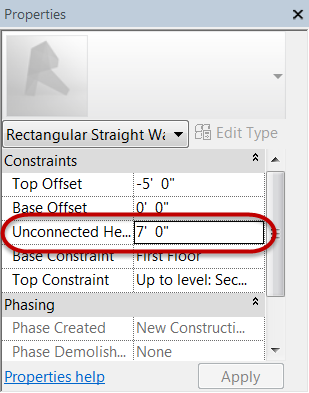 Properties
Rectangular Straight Wa
Edit Type
Constraints
Top Offset -5' 0"
Base Offset 0' 0"
Unconnected He... 7' 0"
Base Constraint First Floor
Top Constraint Up to level: Sec...
Phasing
Phase Created New Constructi...
Phase Demolish... None
Properties help
Apply